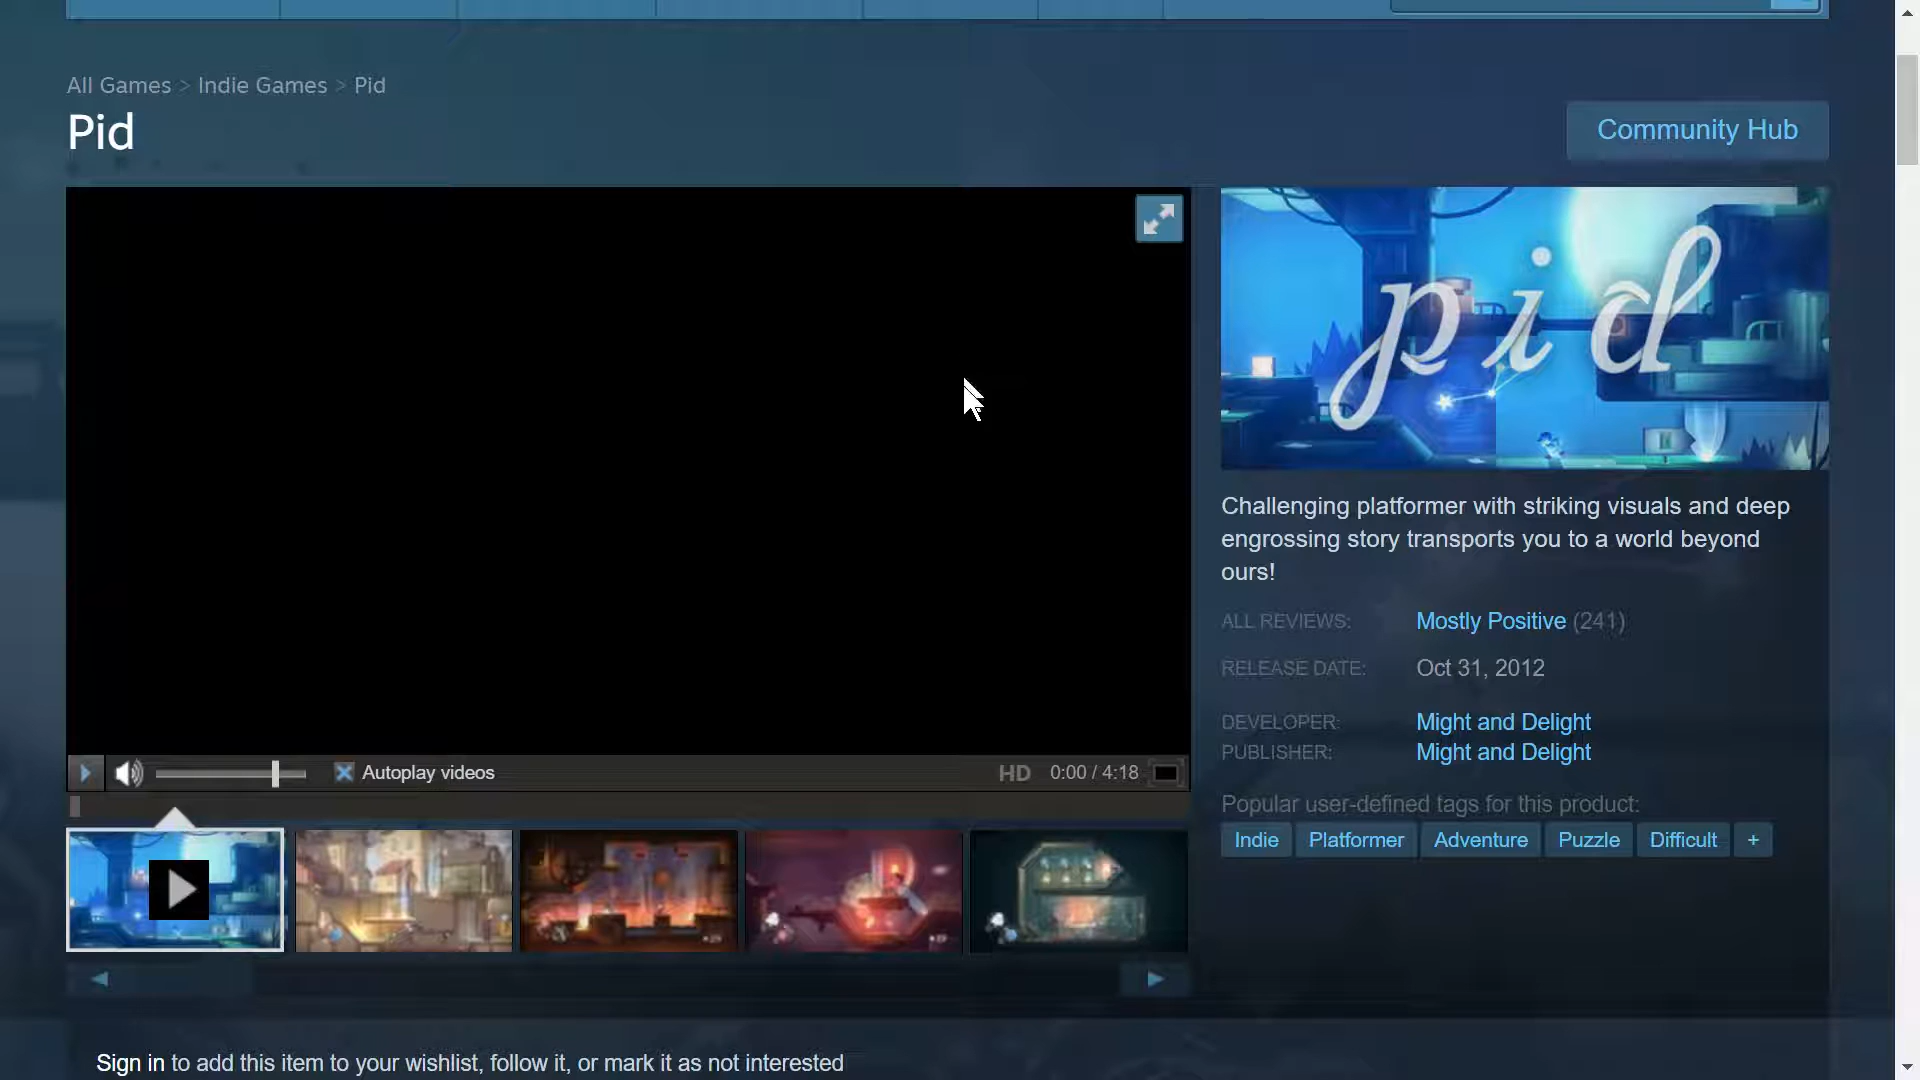 All Games > Indie Games > Pid
Pid
Community Hub
pid
Challenging platformer with striking visuals and deep
engrossing story transports you to a world beyond
ours!
ALL REVIEWS: Mostly Positive (241)
RELEASE DATE: Oct 31, 2012
DEVELOPER: Might and Delight
PUBLISHER: Might and Delight
Popular user-defined tags for this product:
Indie Platformer Adventure Puzzle Difficult +
Autoplay videos HD 0:00 / 4:18
Sign in to add this item to your wishlist, follow it, or mark it as not interested